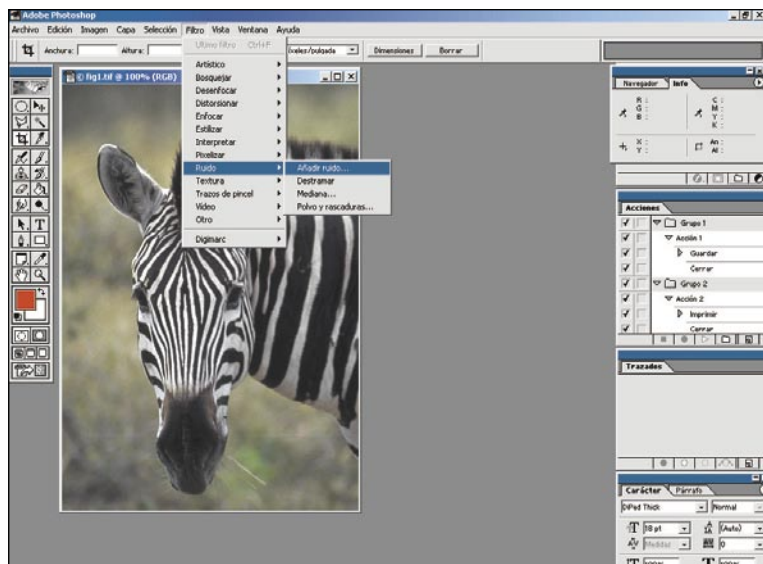 Adobe Photoshop
Archivo Edición Imagen Capa Selección Filtro Vista Ventana Ayuda
Anchura: Altura: píxeles/pulgada Dimensiones Borrar
Último filtro Ctrl+F
Artístico
Bosquejar
Desenfocar
Distorsionar
Enfocar
Estilizar
Interpretar
Pixelizar
Ruido
Textura
Trazos de pincel
Vídeo
Otro
Digimarc
Añadir ruido...
Destramar
Mediana...
Polvo y rascaduras...
© fig1.tif @ 100% (RGB)
Navegador Info
R :
G :
B :
C :
M :
Y :
K :
X :
Y :
An :
Al :
Acciones
Grupo 1
Acción 1
Guardar
Cerrar
Grupo 2
Acción 2
Imprimir
Cerrar
Trazados
Carácter Párrafo
Normal
18 pt (Auto)
0